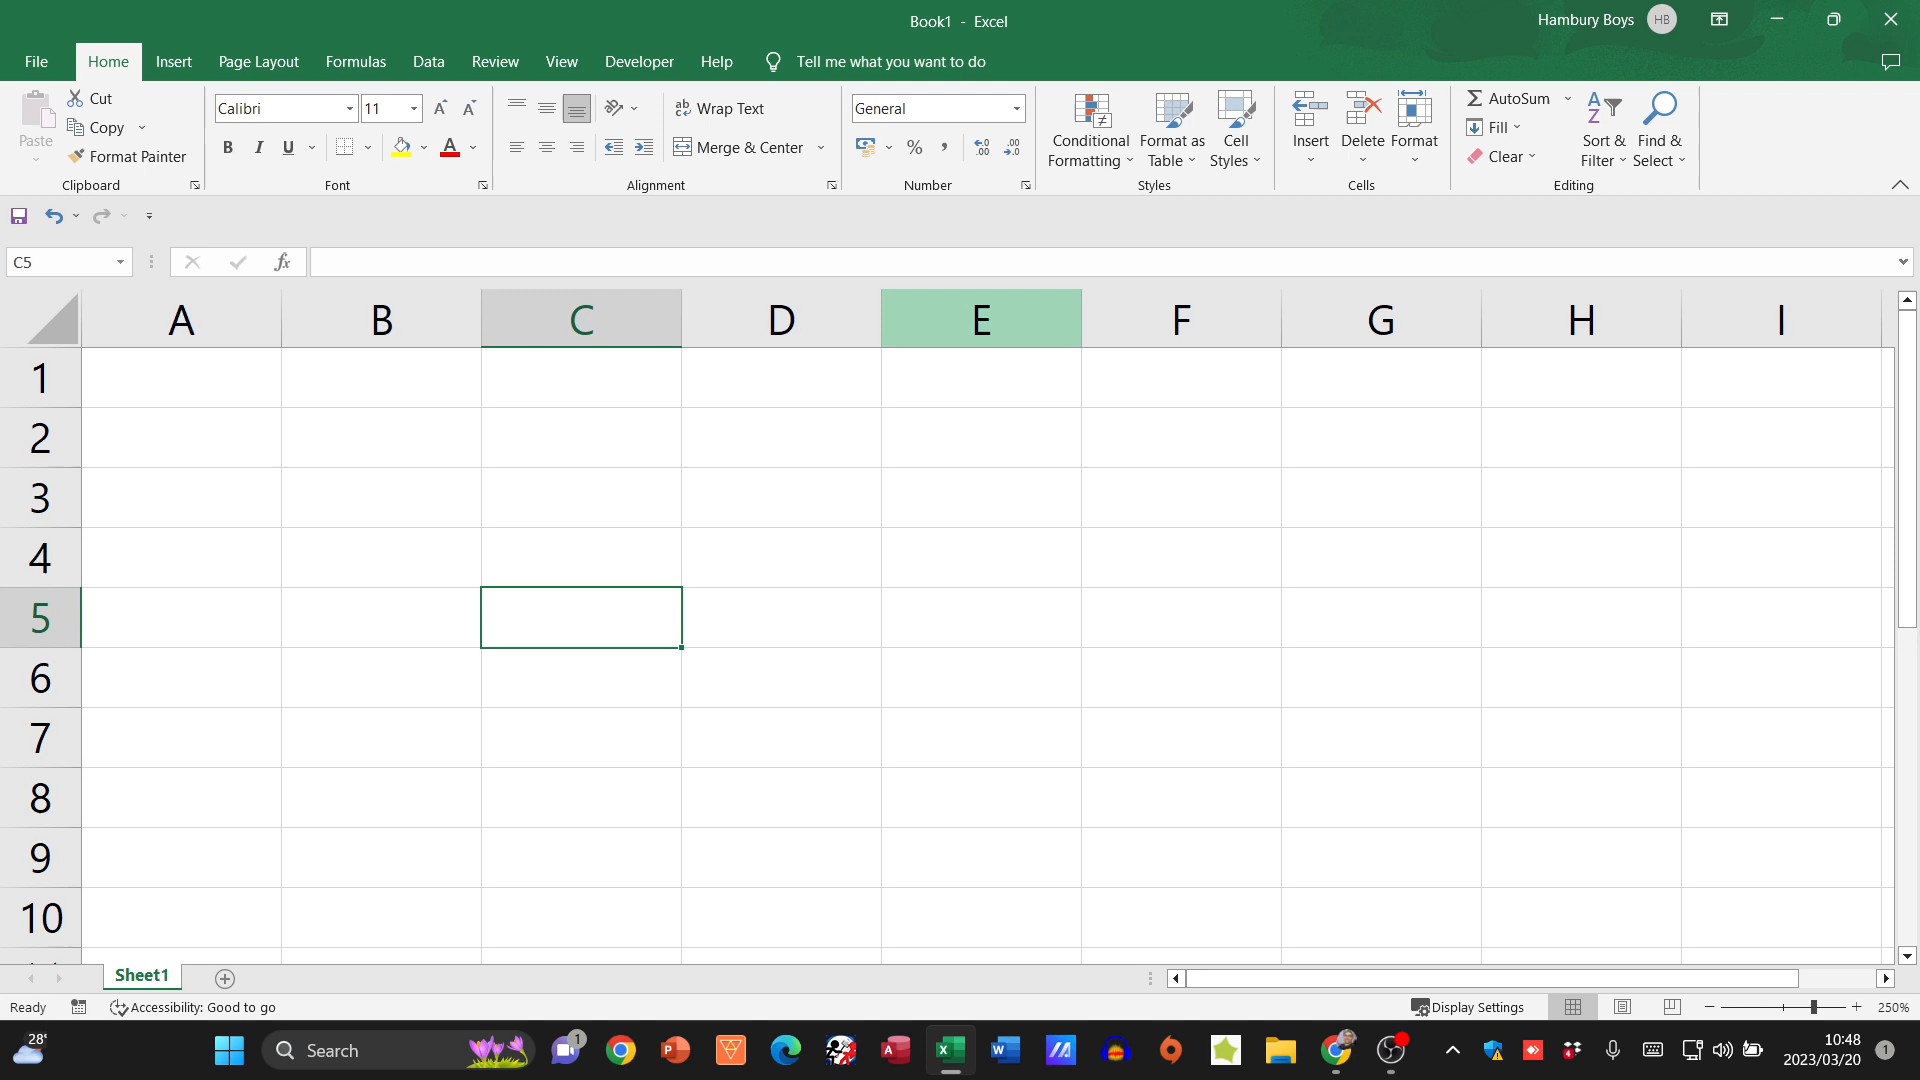 Book1 - Excel
Hambury Boys HB
File Home Insert Page Layout Formulas Data Review View Developer Help Tell me what you want to do
Paste
Cut
Copy
Format Painter
Clipboard
Calibri 11
B I U
Font
Wrap Text
Merge & Center
Alignment
General
Number
Conditional
Formatting
Format as
Table
Cell
Styles
Styles
Insert Delete Format
Cells
AutoSum
Fill
Clear
Sort &
Filter
Find &
Select
Editing
C5
fx
A B C D E F G H I
1
2
3
4
5
6
7
8
9
10
Sheet1
Ready Accessibility: Good to go Display Settings 250%
28°
Search
1
10:48
2023/03/20
1